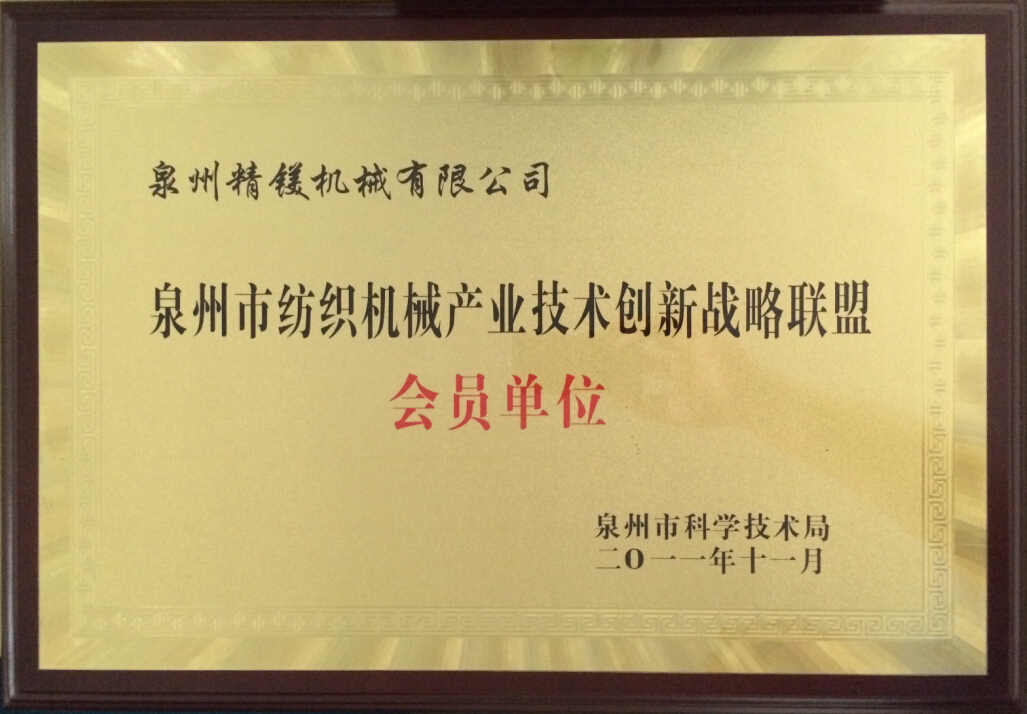 泉州精镁机械有限公司
泉州市纺织机械产业技术创新战略联盟
会员单位
泉州市科学技术局
二〇一一年十一月